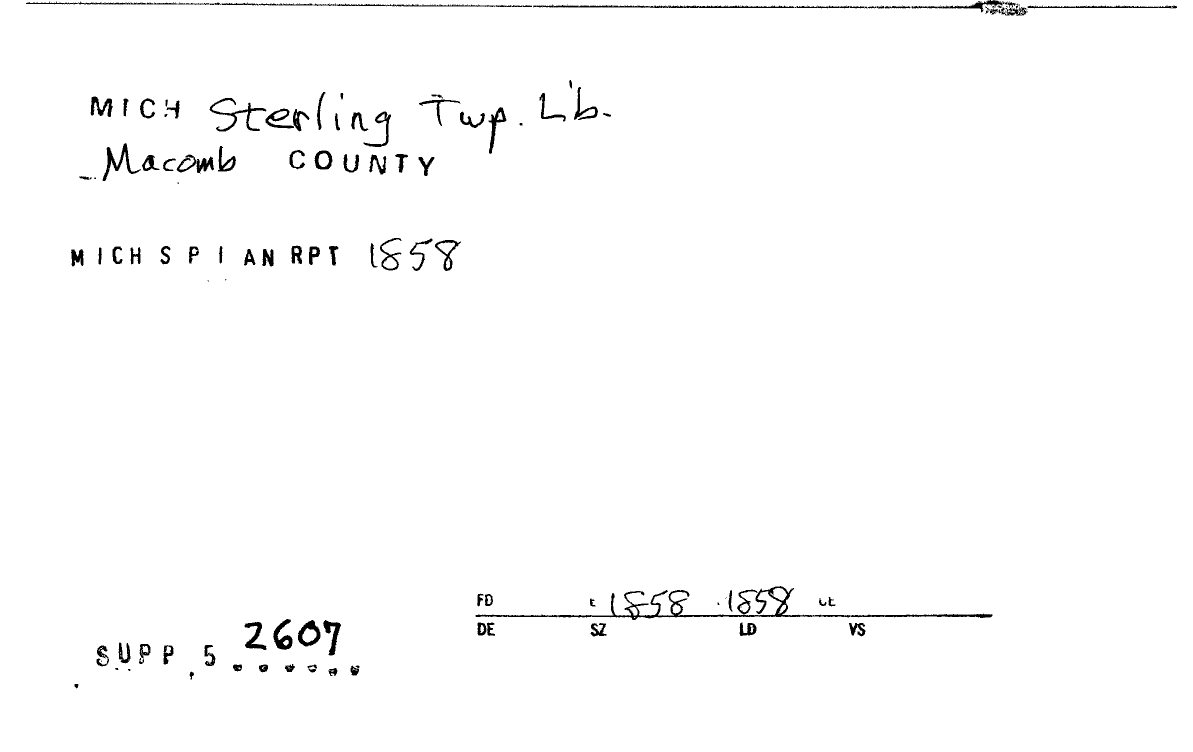 MICH Sterling Twp. Lib.
Macomb COUNTY
MICH S P I AN RPT 1858
FD 1858 1858
DE SZ LD VS
SUPP. 5 2607